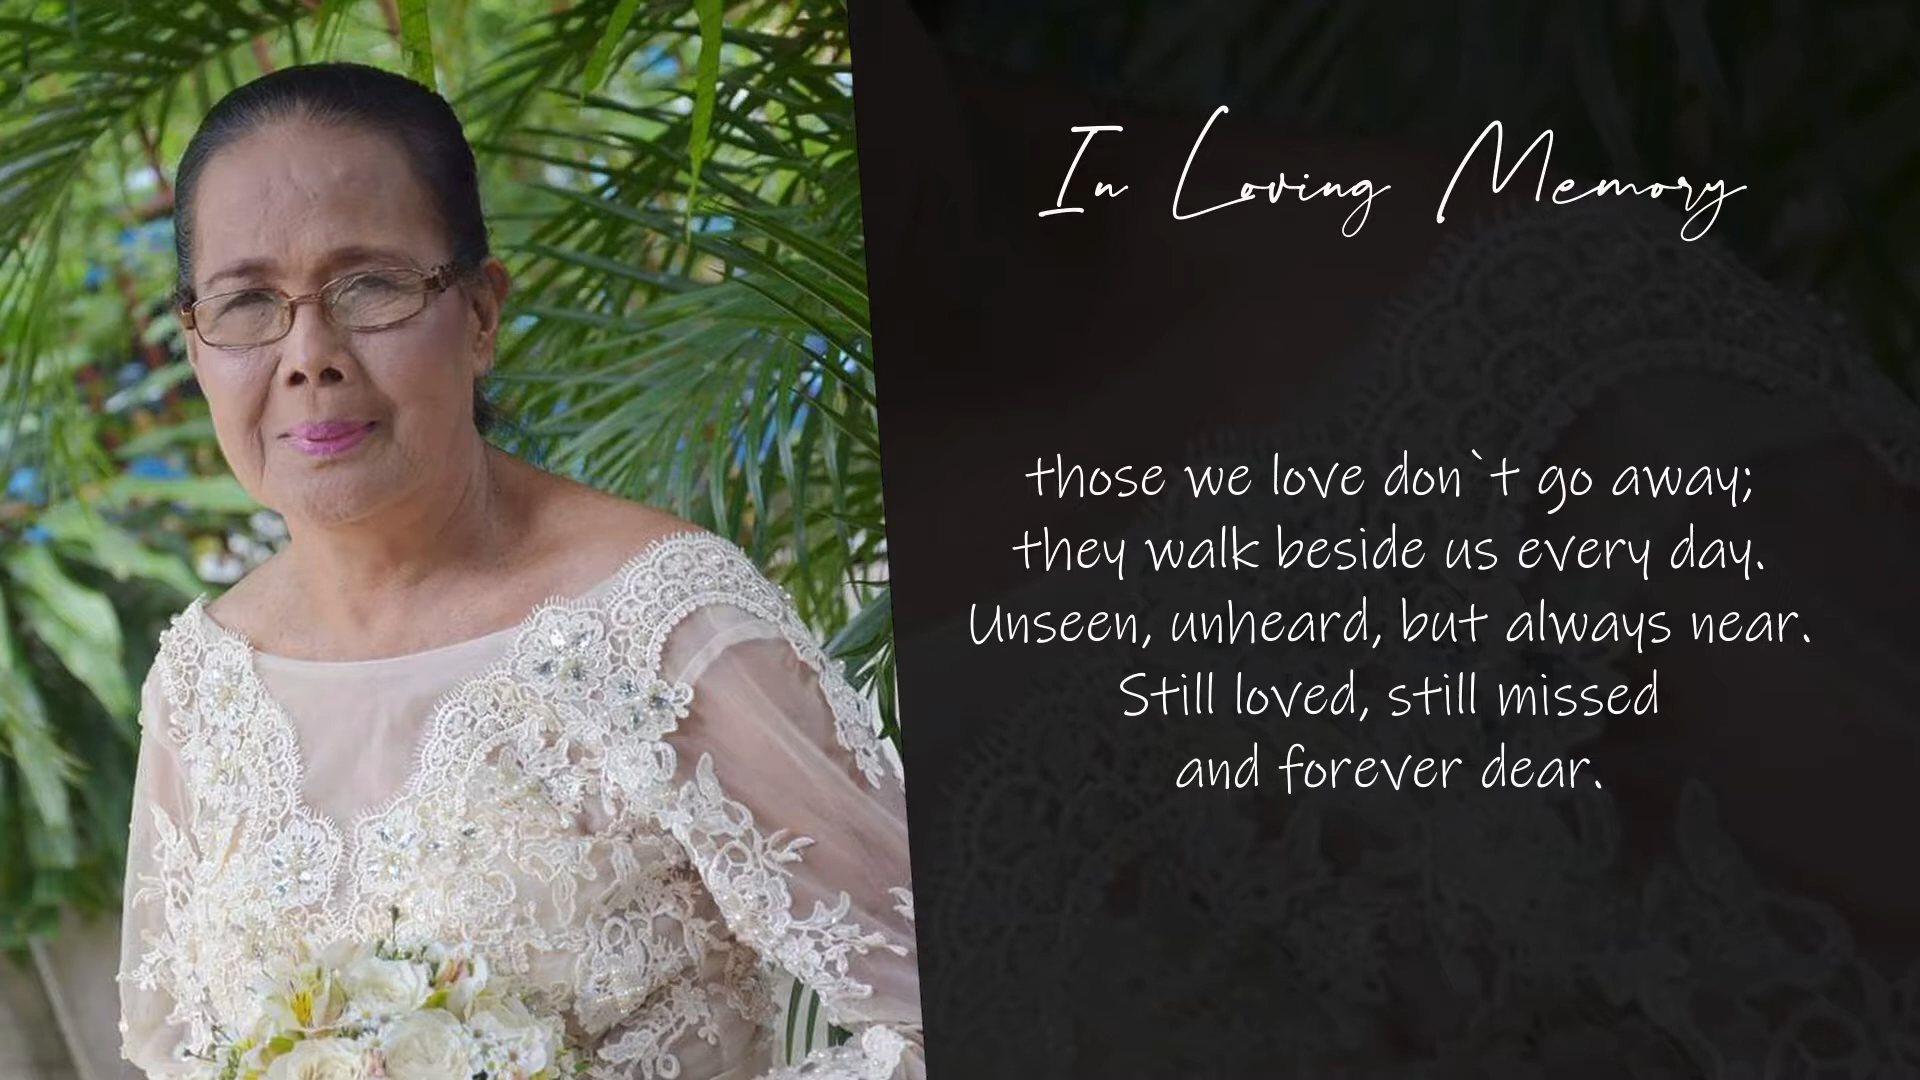 In Loving Memory
those we love don`t go away;
they walk beside us every day.
Unseen, unheard, but always near.
Still loved, still missed
and forever dear.